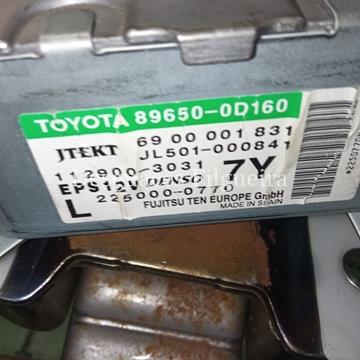 TOYOTA 89650-0D160
JTEKT 69 00 001 831
JL501-000841
112900-3031 7Y
EPS12V DENSO
L 225000-0770
FUJITSU TEN EUROPE GmbH
MADE IN SPAIN